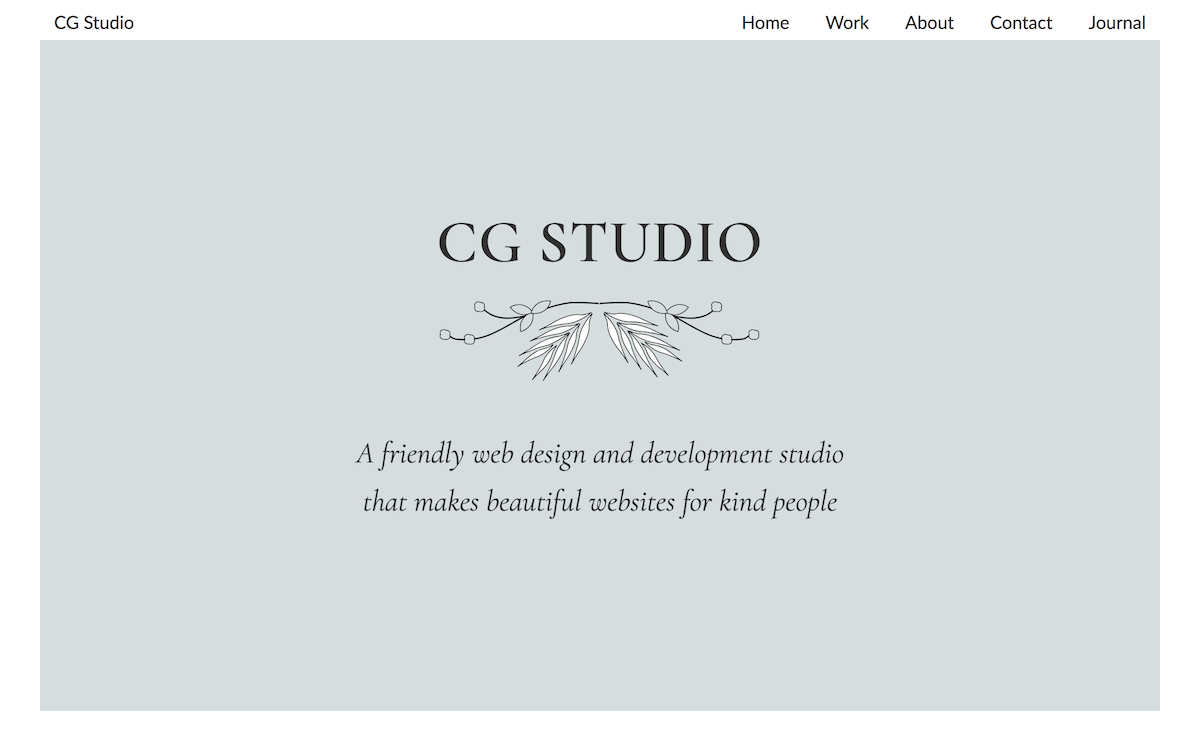 CG Studio
Home Work About Contact Journal
CG STUDIO
A friendly web design and development studio
that makes beautiful websites for kind people